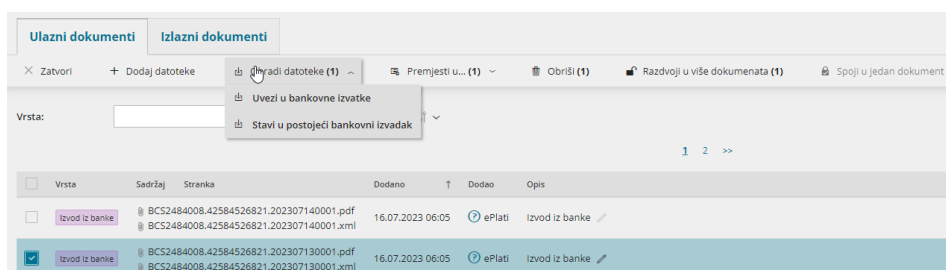 Ulazni dokumenti Izlazni dokumenti
Zatvori + Dodaj datoteke datoteke (1) Premjesti u... (1) Obriši (1) Razdvoji u više dokumenata (1) Spoji u jedan dokument
Uvezi u bankovne izvatke
Vrsta:
Stavi u postojeći bankovni izvadak
1 2 >>
Vrsta Sadržaj Stranka Dodano ↑ Dodao Opis
Izvod iz banke BCS2484008.42584526821.202307140001.pdf 16.07.2023 06:05 ePlati Izvod iz banke
BCS2484008.42584526821.202307140001.xml
Izvod iz banke BCS2484008.42584526821.202307130001.pdf 16.07.2023 06:05 ePlati Izvod iz banke
BCS2484008.42584526821.202307130001.xml